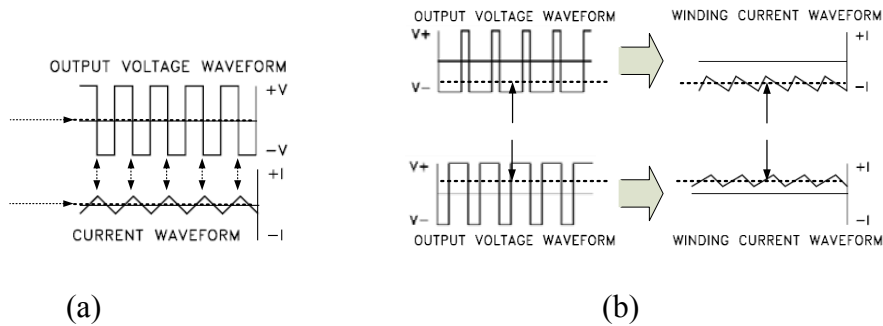 OUTPUT VOLTAGE WAVEFORM
+V
−V
+I
−I
CURRENT WAVEFORM
(a)
OUTPUT VOLTAGE WAVEFORM
V+
V−
WINDING CURRENT WAVEFORM
+I
−I
V+
V−
OUTPUT VOLTAGE WAVEFORM
+I
−I
WINDING CURRENT WAVEFORM
(b)